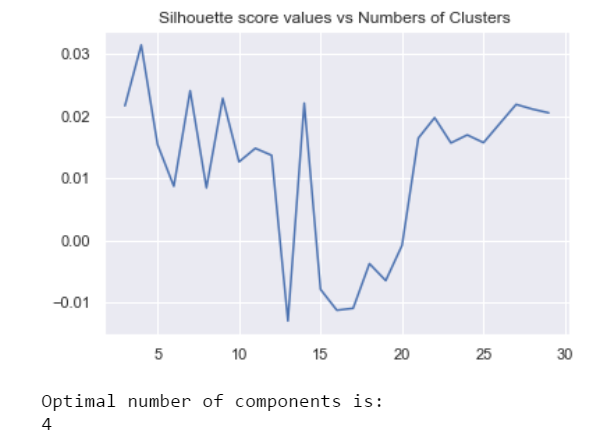 Silhouette score values vs Numbers of Clusters
0.03
0.02
0.01
0.00
−0.01
5 10 15 20 25 30
Optimal number of components is:
4